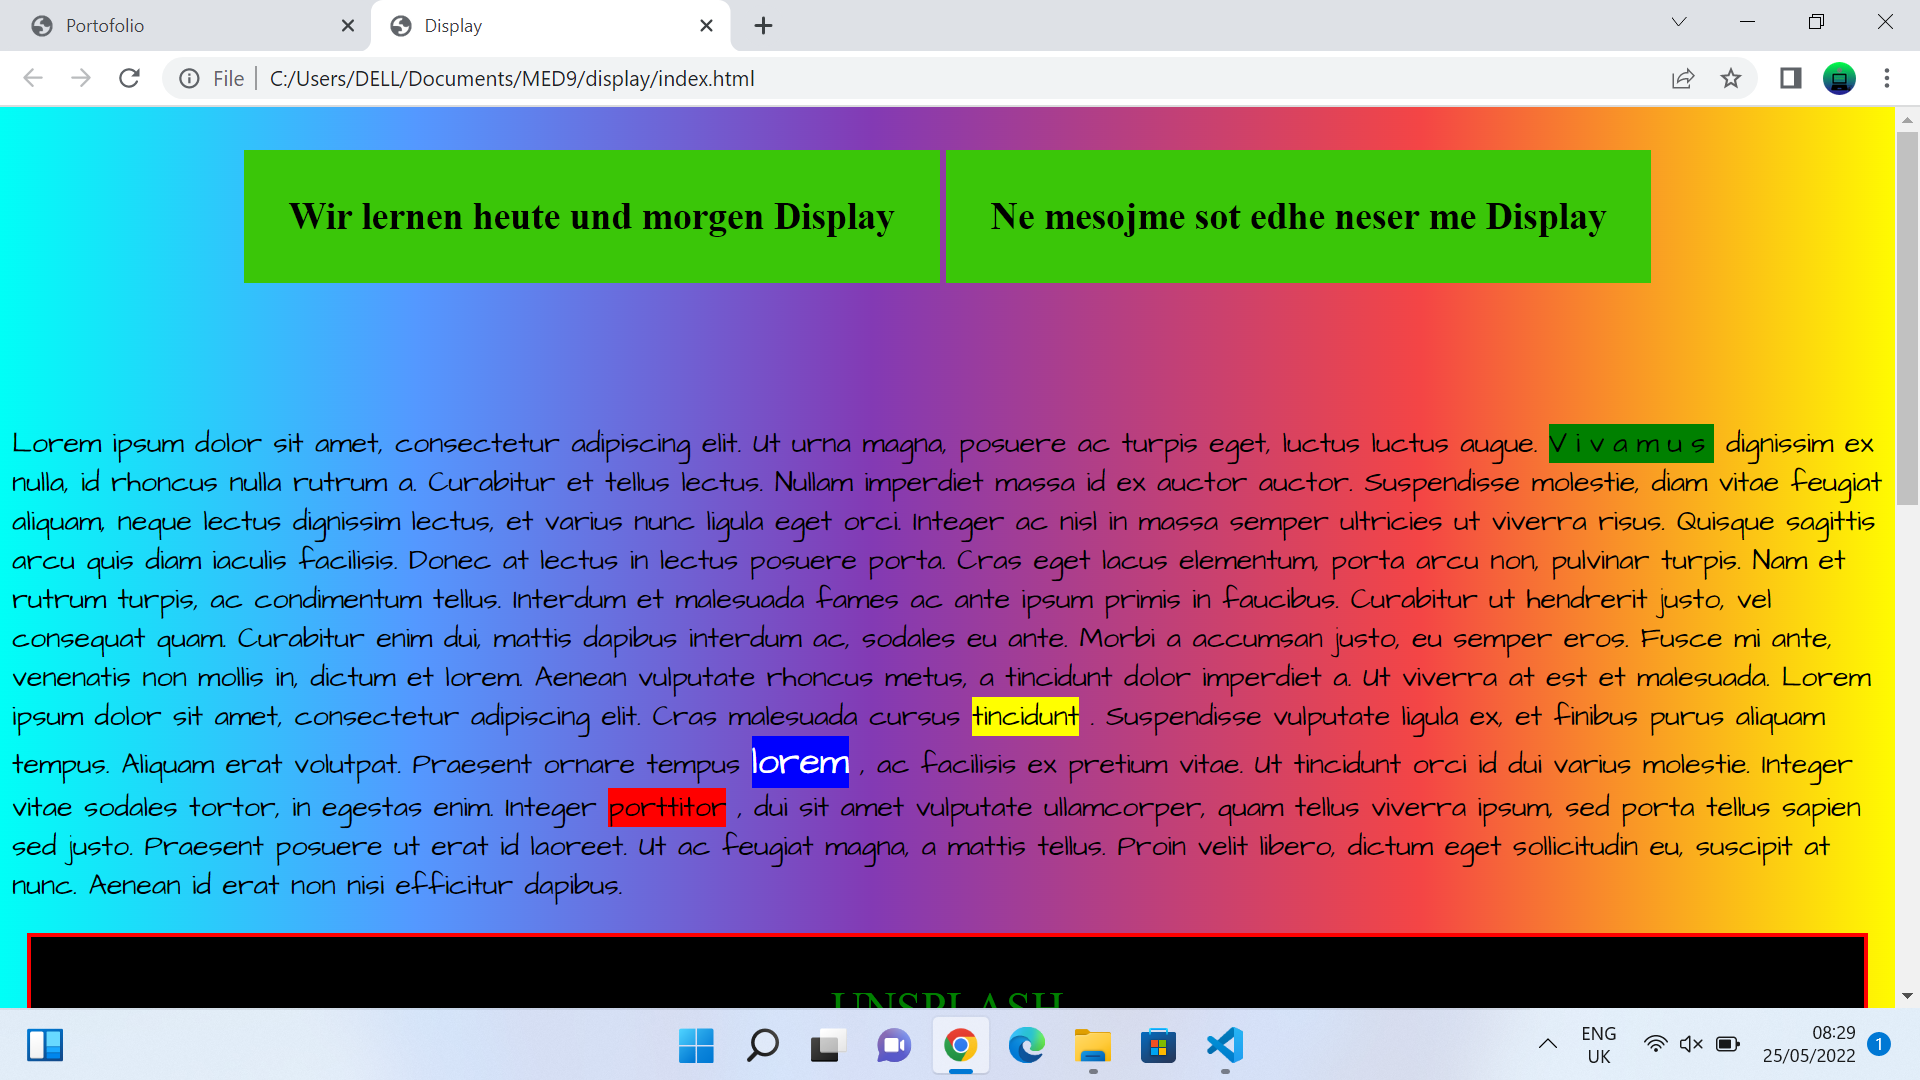 Portofolio
Display
File
C:/Users/DELL/Documents/MED9/display/index.html
Wir lernen heute und morgen Display
Ne mesojme sot edhe neser me Display
Lorem ipsum dolor sit amet, consectetur adipiscing elit. Ut urna magna, posuere ac turpis eget, luctus luctus augue. Vivamus dignissim ex
nulla, id rhoncus nulla rutrum a. Curabitur et tellus lectus. Nullam imperdiet massa id ex auctor auctor. Suspendisse molestie, diam vitae feugiat
aliquam, neque lectus dignissim lectus, et varius nunc ligula eget orci. Integer ac nisl in massa semper ultricies ut viverra risus. Quisque sagittis
arcu quis diam iaculis facilisis. Donec at lectus in lectus posuere porta. Cras eget lacus elementum, porta arcu non, pulvinar turpis. Nam et
rutrum turpis, ac condimentum tellus. Interdum et malesuada fames ac ante ipsum primis in faucibus. Curabitur ut hendrerit justo, vel
consequat quam. Curabitur enim dui, mattis dapibus interdum ac, sodales eu ante. Morbi a accumsan justo, eu semper eros. Fusce mi ante,
venenatis non mollis in, dictum et lorem. Aenean vulputate rhoncus metus, a tincidunt dolor imperdiet a. Ut viverra at est et malesuada. Lorem
ipsum dolor sit amet, consectetur adipiscing elit. Cras malesuada cursus tincidunt . Suspendisse vulputate ligula ex, et finibus purus aliquam
tempus. Aliquam erat volutpat. Praesent ornare tempus lorem , ac facilisis ex pretium vitae. Ut tincidunt orci id dui varius molestie. Integer
vitae sodales tortor, in egestas enim. Integer porttitor , dui sit amet vulputate ullamcorper, quam tellus viverra ipsum, sed porta tellus sapien
sed justo. Praesent posuere ut erat id laoreet. Ut ac feugiat magna, a mattis tellus. Proin velit libero, dictum eget sollicitudin eu, suscipit at
nunc. Aenean id erat non nisi efficitur dapibus.
UNSPLASH
ENG
UK
08:29
25/05/2022
1